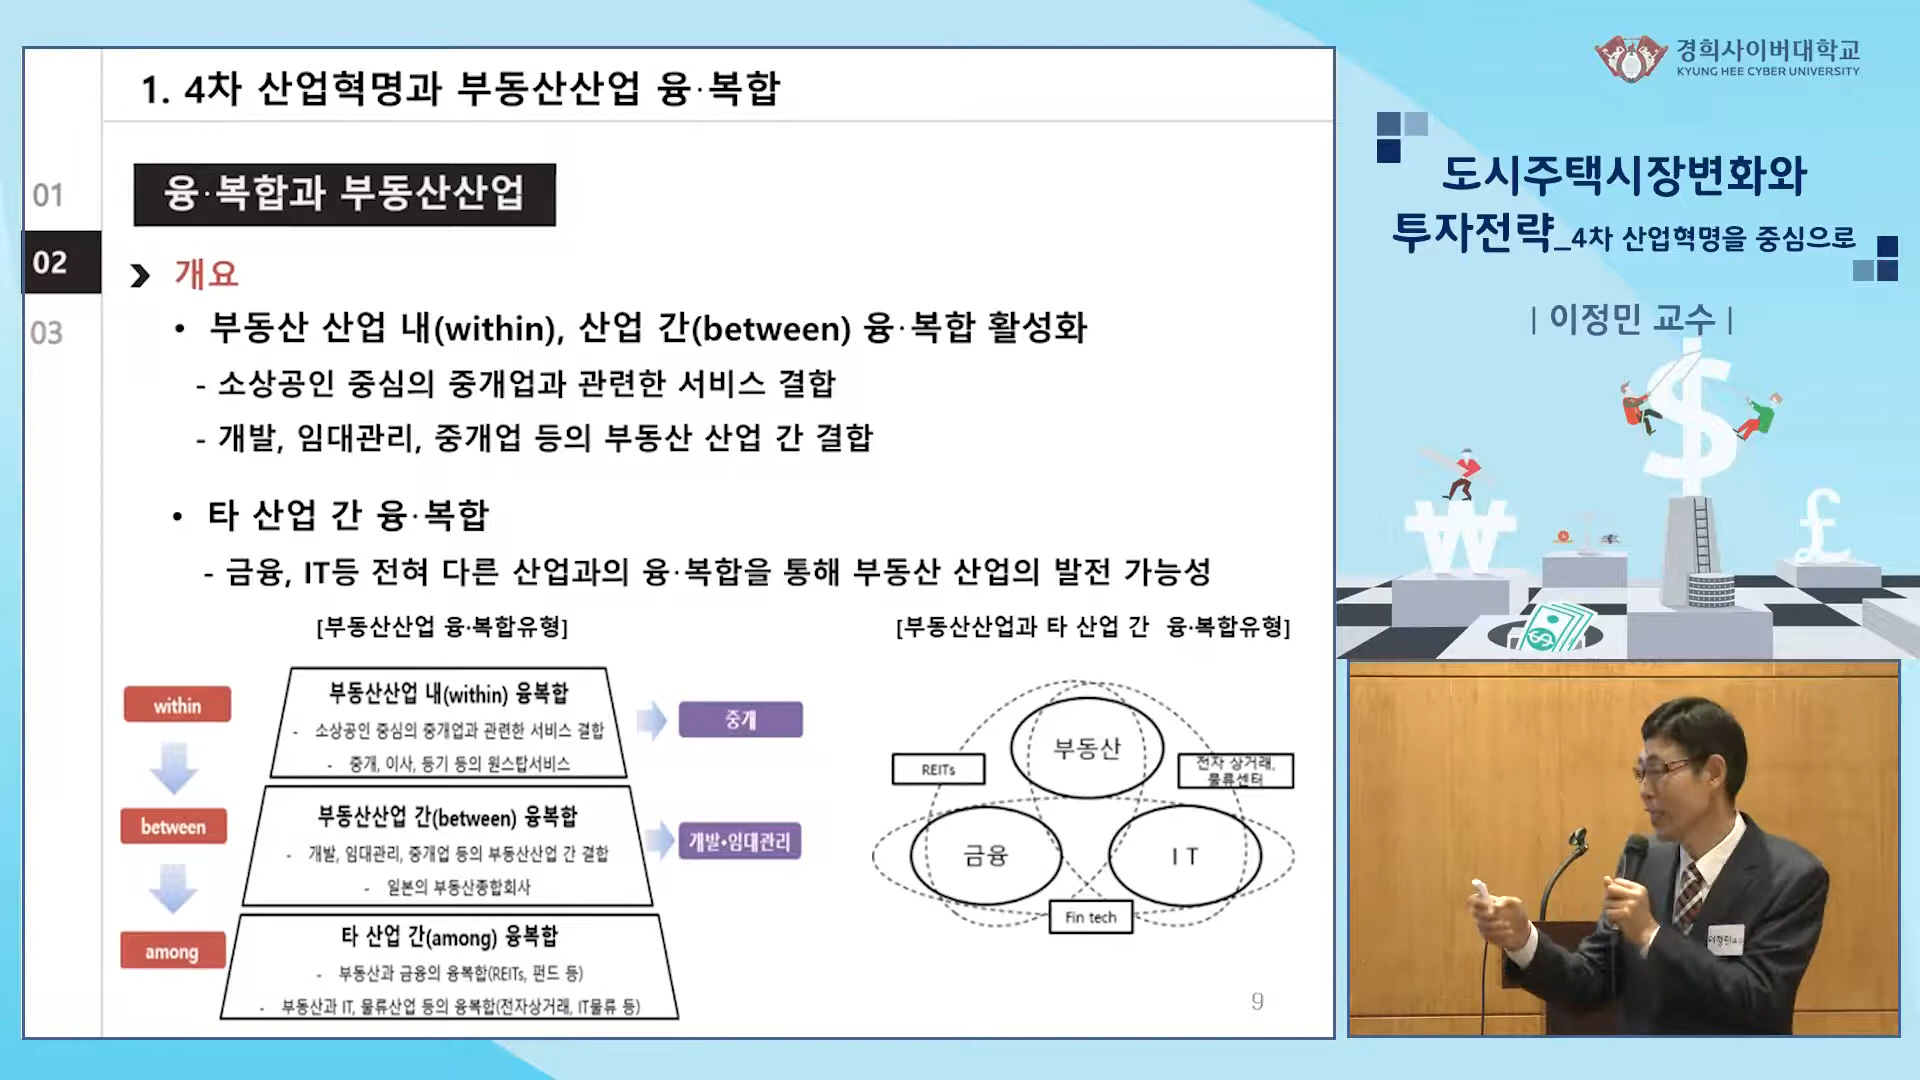 1. 4차 산업혁명과 부동산산업 융·복합
01
02
03
융·복합과 부동산산업
개요
• 부동산 산업 내(within), 산업 간(between) 융·복합 활성화
- 소상공인 중심의 중개업과 관련한 서비스 결합
- 개발, 임대관리, 중개업 등의 부동산 산업 간 결합
• 타 산업 간 융·복합
- 금융, IT등 전혀 다른 산업과의 융·복합을 통해 부동산 산업의 발전 가능성
[부동산산업 융·복합유형]
within
부동산산업 내(within) 융복합
- 소상공인 중심의 중개업과 관련한 서비스 결합
- 중개, 이사, 등기 등의 원스탑서비스
중개
between
부동산산업 간(between) 융복합
- 개발, 임대관리, 중개업 등의 부동산산업 간 결합
- 일본의 부동산종합회사
개발•임대관리
among
타 산업 간(among) 융복합
- 부동산과 금융의 융복합(REITs, 펀드 등)
- 부동산과 IT, 물류산업 등의 융복합(전자상거래, IT물류 등)
[부동산산업과 타 산업 간 융·복합유형]
부동산
REITs
전자 상거래,
물류센터
금융
I T
Fin tech
9
경희사이버대학교
KYUNG HEE CYBER UNIVERSITY
도시주택시장변화와
투자전략_4차 산업혁명을 중심으로
| 이정민 교수 |
$
₩
£
이정민교수